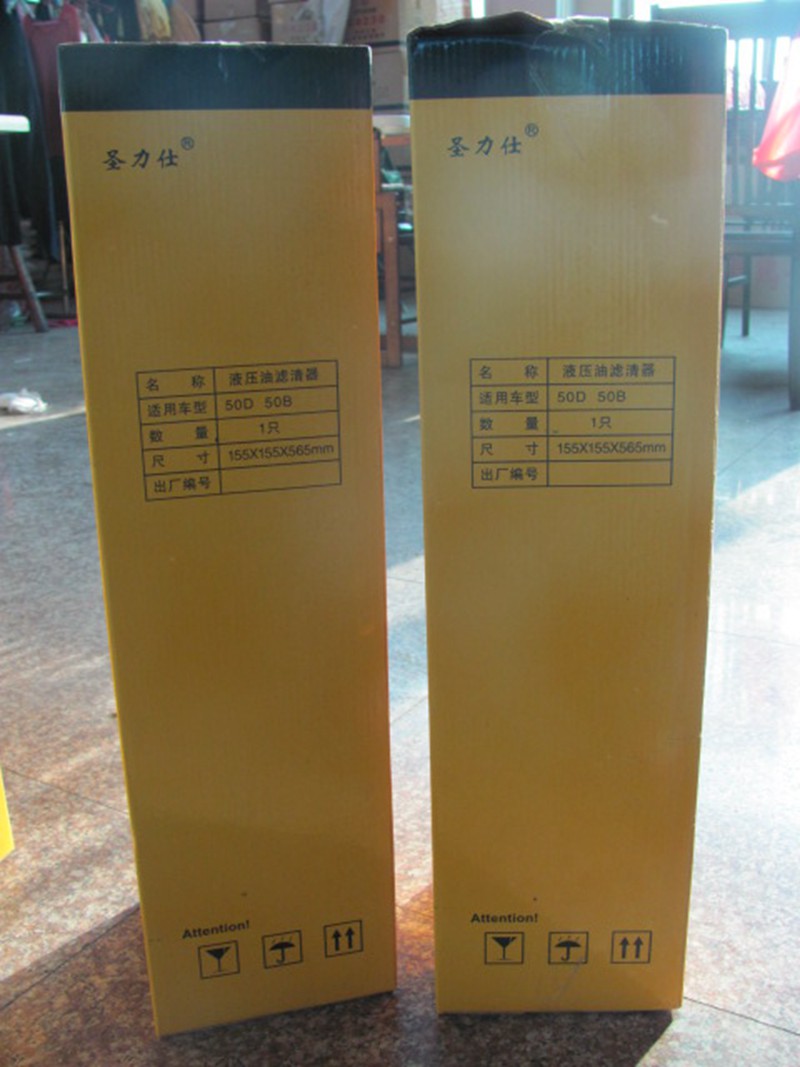 圣力仕®
名 称 液压油滤清器
适用车型 50D 50B
数 量 1只
尺 寸 155X155X565mm
出厂编号
Attention!
圣力仕®
名 称 液压油滤清器
适用车型 50D 50B
数 量 1只
尺 寸 155X155X565mm
出厂编号
Attention!